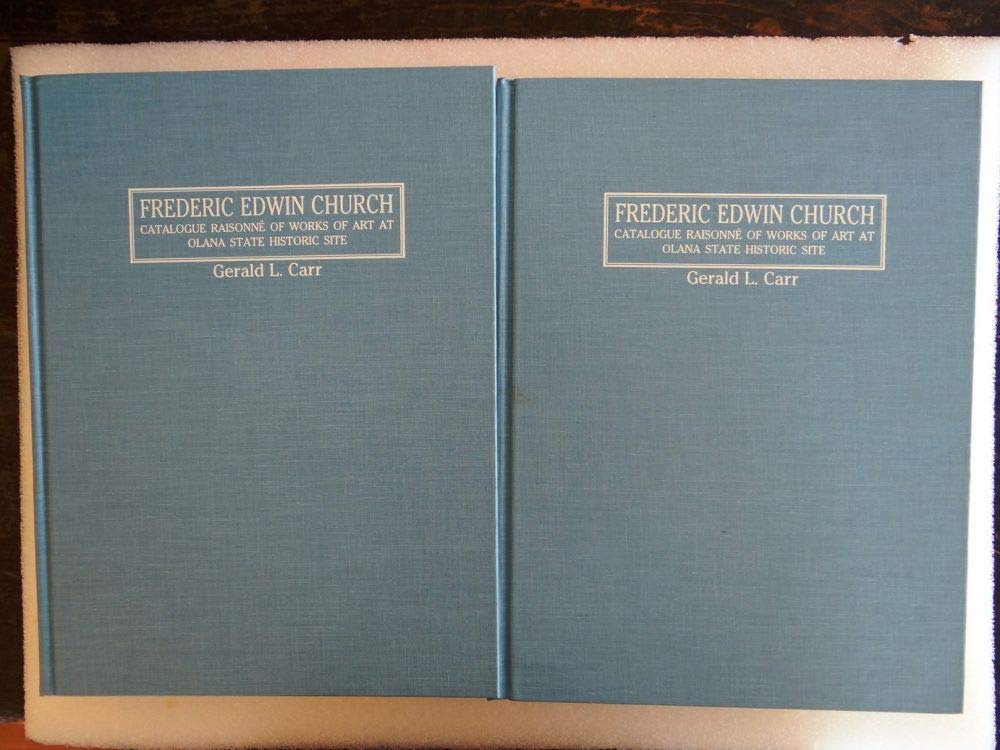 FREDERIC EDWIN CHURCH
CATALOGUE RAISONNÉ OF WORKS OF ART AT
OLANA STATE HISTORIC SITE
Gerald L. Carr
FREDERIC EDWIN CHURCH
CATALOGUE RAISONNÉ OF WORKS OF ART AT
OLANA STATE HISTORIC SITE
Gerald L. Carr